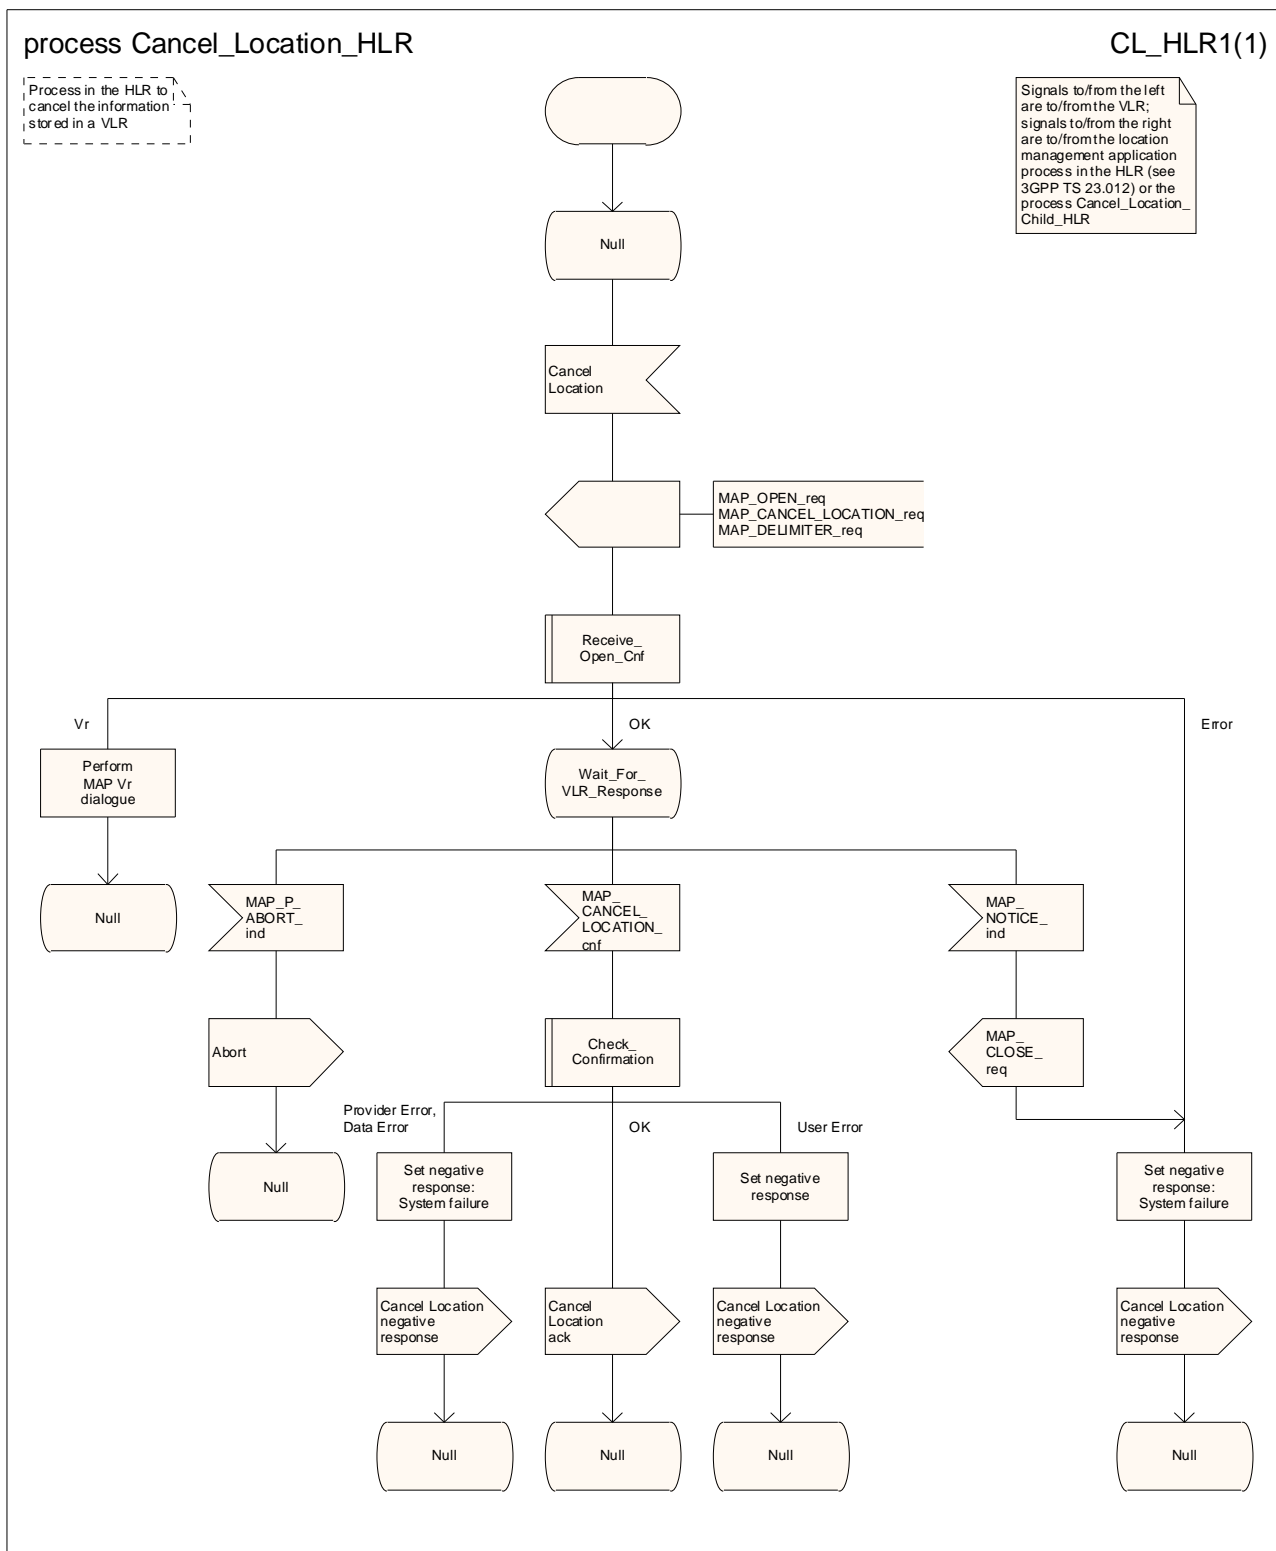 process Cancel_Location_HLR
CL_HLR1(1)
Process in the HLR to
cancel the information
stored in a VLR
Signals to/from the left
are to/from the VLR;
signals to/from the right
are to/from the location
management application
process in the HLR (see
3GPP TS 23.012) or the
process Cancel_Location_
Child_HLR
Null
Cancel
Location
MAP_OPEN_req
MAP_CANCEL_LOCATION_req
MAP_DELIMITER_req
Receive_
Open_Cnf
Vr
OK
Error
Perform
MAP Vr
dialogue
Wait_For_
VLR_Response
Null
MAP_P_
ABORT_
ind
MAP_
CANCEL_
LOCATION_
cnf
MAP_
NOTICE_
ind
Abort
Check_
Confirmation
MAP_
CLOSE_
req
Provider Error,
Data Error
OK
User Error
Null
Set negative
response:
System failure
Set negative
response
Set negative
response:
System failure
Cancel Location
negative
response
Cancel
Location
ack
Cancel Location
negative
response
Cancel Location
negative
response
Null
Null
Null
Null